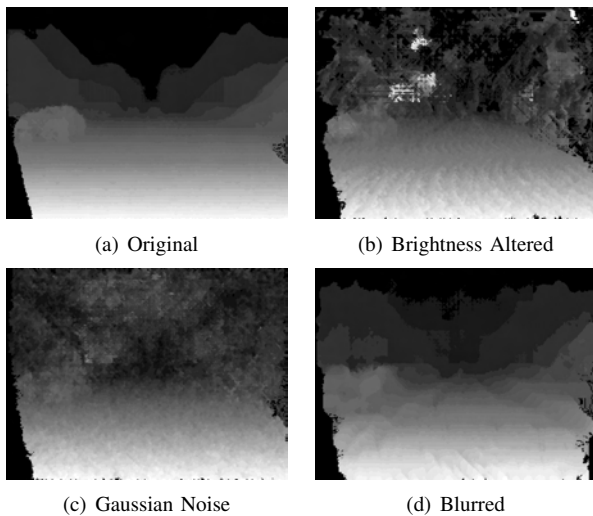 (a) Original
(b) Brightness Altered
(c) Gaussian Noise
(d) Blurred